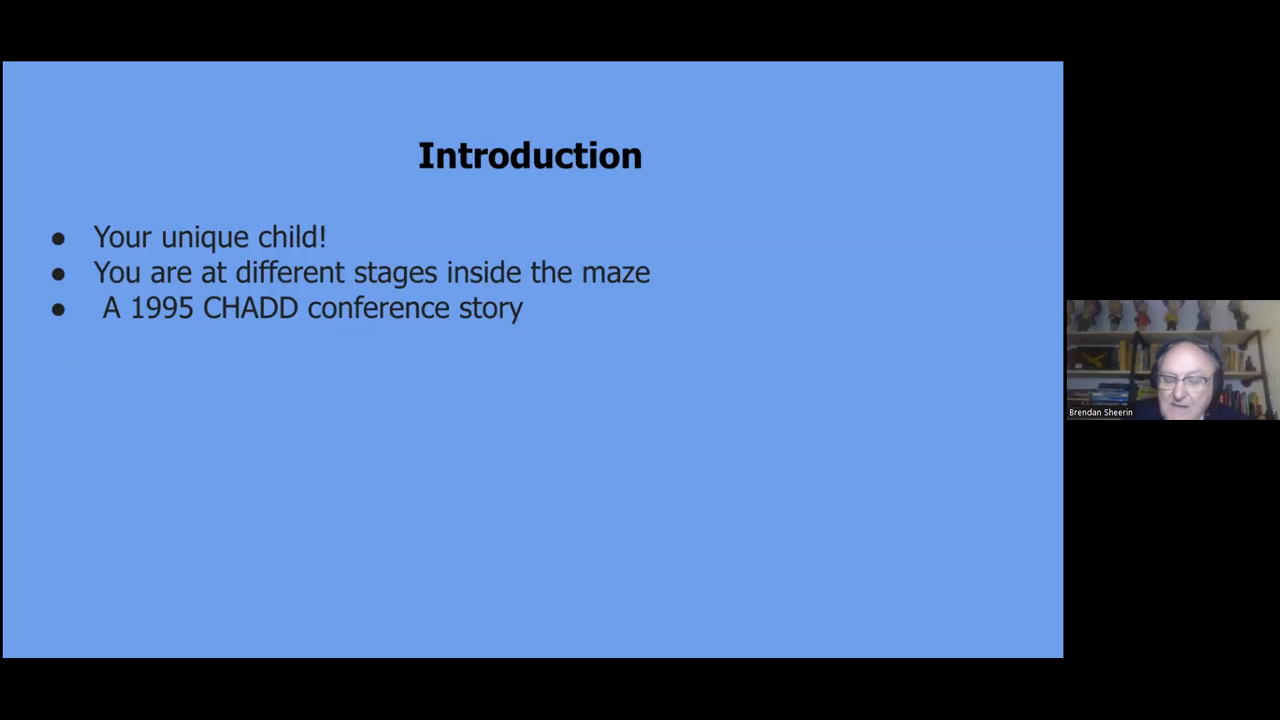 Introduction
● Your unique child!
● You are at different stages inside the maze
● A 1995 CHADD conference story
Brendan Sheerin